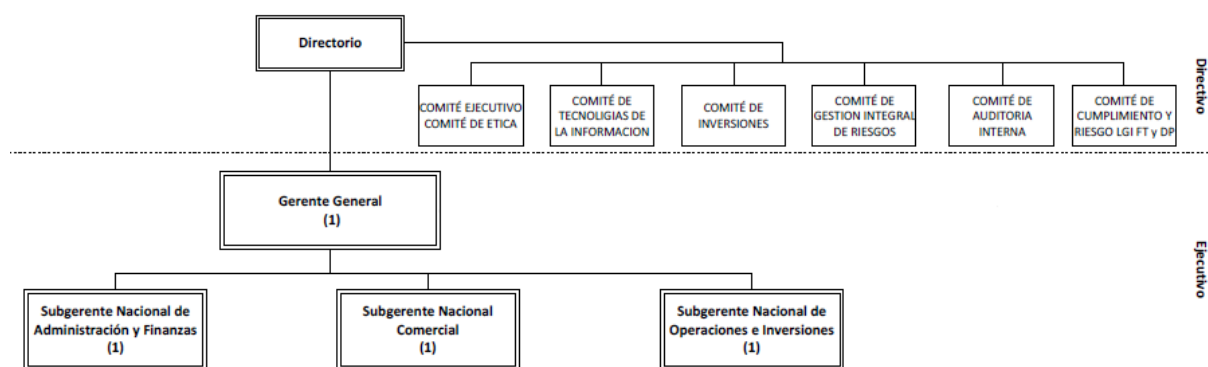 Directorio
COMITÉ EJECUTIVO
COMITÉ DE ETICA
COMITÉ DE
TECNOLIGIAS DE
LA INFORMACION
COMITÉ DE
INVERSIONES
COMITÉ DE
GESTION INTEGRAL
DE RIESGOS
COMITÉ DE
AUDITORIA
INTERNA
COMITÉ DE
CUMPLIMIENTO Y
RIESGO LGI FT y DP
Directivo
Gerente General
(1)
Ejecutivo
Subgerente Nacional de
Administración y Finanzas
(1)
Subgerente Nacional
Comercial
(1)
Subgerente Nacional de
Operaciones e Inversiones
(1)